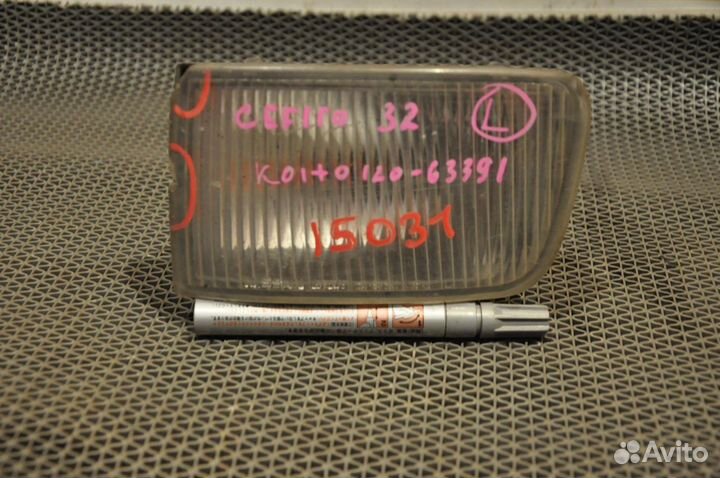 CEFIRO 32 L
KOITO 120-63391
15031
Avito